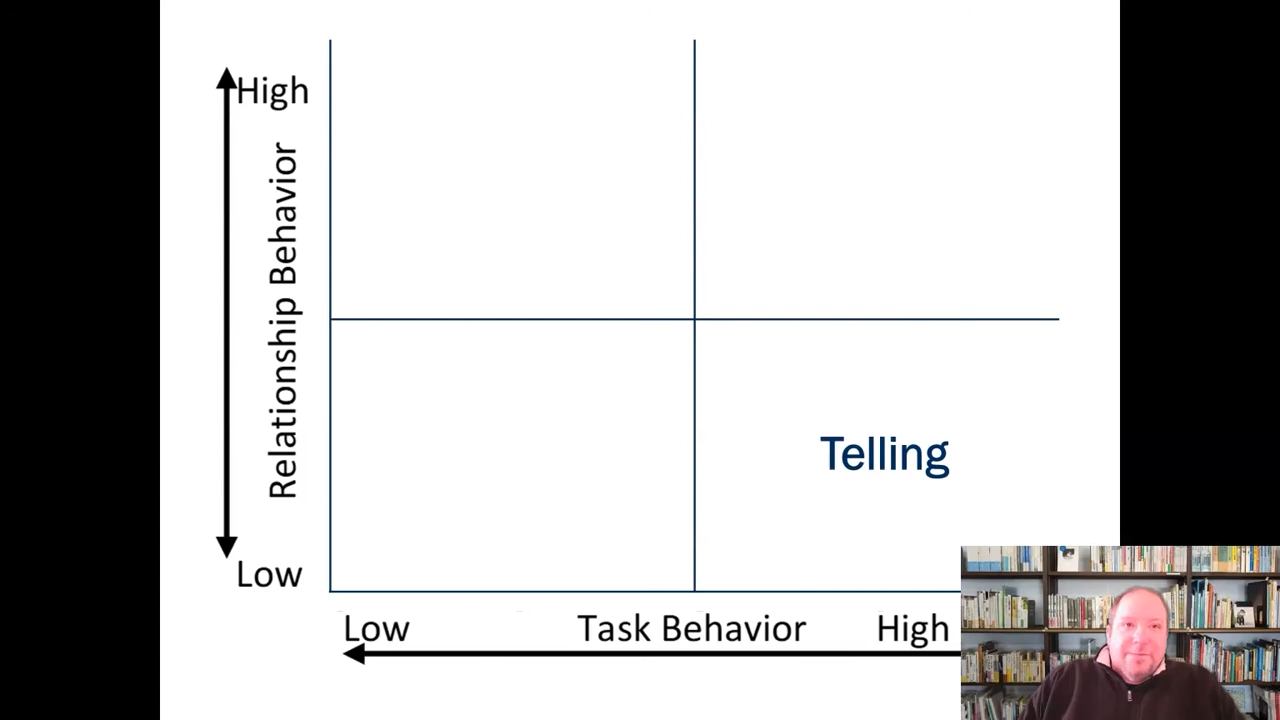 High
Relationship Behavior
Telling
Low
Low Task Behavior High